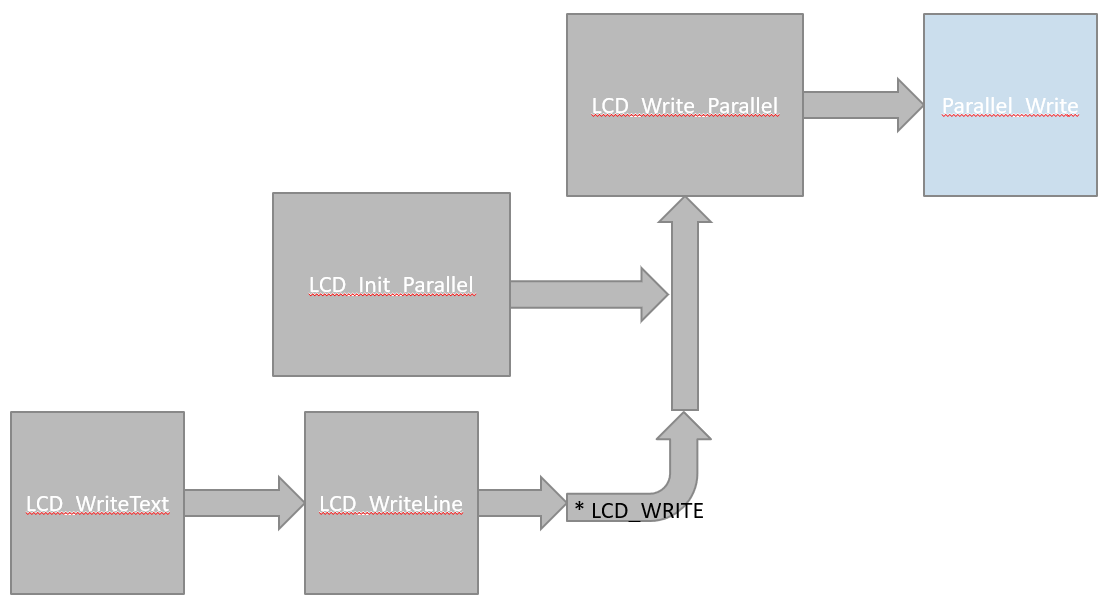 LCD_Write_Parallel
Parallel_Write
LCD_Init_Parallel
LCD_WriteText
LCD_WriteLine
* LCD_WRITE